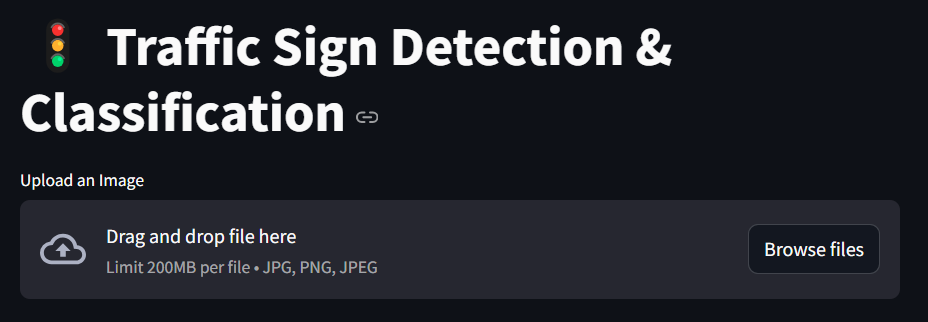 Traffic Sign Detection &
Classification
Upload an Image
Drag and drop file here
Limit 200MB per file • JPG, PNG, JPEG
Browse files